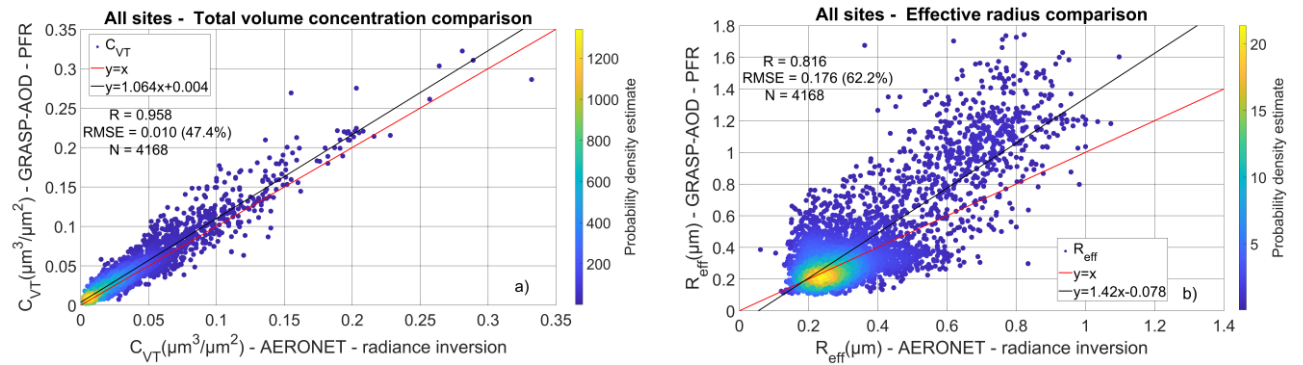 All sites - Total volume concentration comparison
C_VT
y=x
y=1.064x+0.004
R = 0.958
RMSE = 0.010 (47.4%)
N = 4168
0.35
0.3
0.25
0.2
0.15
0.1
0.05
0
C_VT(µm³/µm²) - GRASP-AOD - PFR
0
0.05
0.1
0.15
0.2
0.25
0.3
0.35
C_VT(µm³/µm²) - AERONET - radiance inversion
a)
1200
1000
800
600
400
200
Probability density estimate
All sites - Effective radius comparison
R = 0.816
RMSE = 0.176 (62.2%)
N = 4168
1.8
1.6
1.4
1.2
1
0.8
0.6
0.4
0.2
0
R_eff(µm) - GRASP-AOD - PFR
R_eff
y=x
y=1.42x-0.078
b)
0
0.2
0.4
0.6
0.8
1
1.2
1.4
R_eff(µm) - AERONET - radiance inversion
20
15
10
5
Probability density estimate